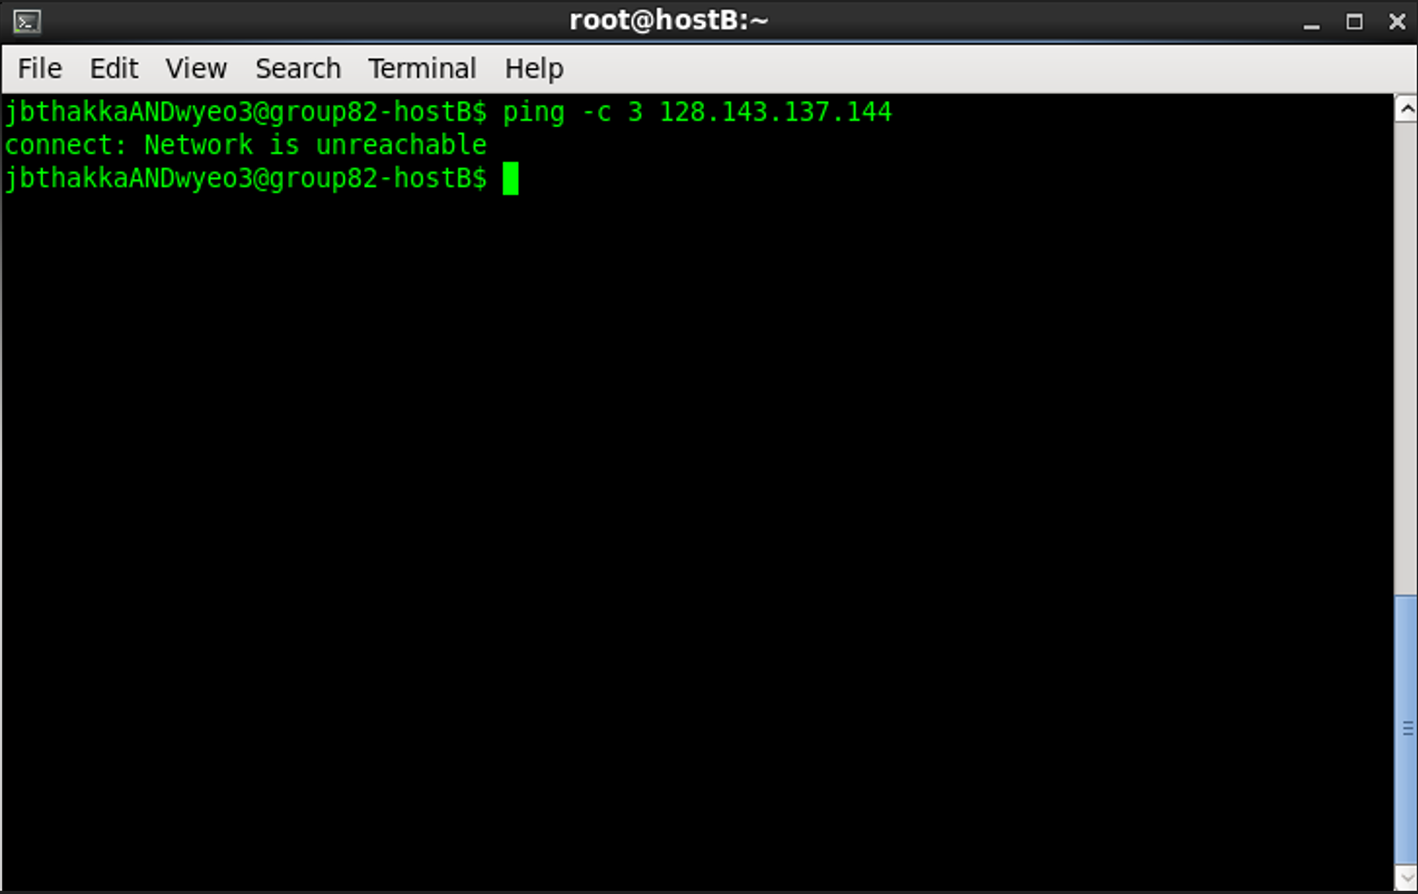 root@hostB:~
File Edit View Search Terminal Help
jbthakkaANDwyeo3@group82-hostB$ ping -c 3 128.143.137.144
connect: Network is unreachable
jbthakkaANDwyeo3@group82-hostB$